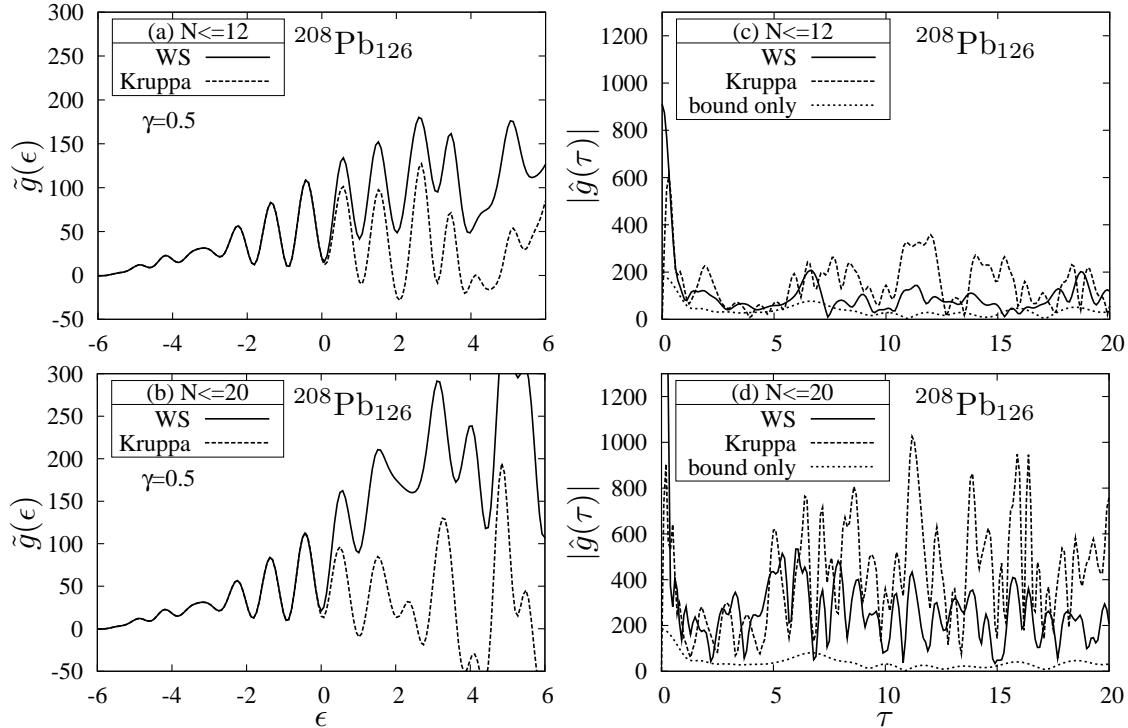 (a) N<=12
WS
Kruppa
²⁰⁸Pb₁₂₆
γ=0.5
g̃(ϵ)
300
250
200
150
100
50
0
-50
-6 -4 -2 0 2 4 6
(c) N<=12
WS
Kruppa
bound only
²⁰⁸Pb₁₂₆
|ĝ(τ)|
1200
1000
800
600
400
200
0
0 5 10 15 20
(b) N<=20
WS
Kruppa
²⁰⁸Pb₁₂₆
γ=0.5
g̃(ϵ)
300
250
200
150
100
50
0
-50
-6 -4 -2 0 2 4 6
ϵ
(d) N<=20
WS
Kruppa
bound only
²⁰⁸Pb₁₂₆
|ĝ(τ)|
1200
1000
800
600
400
200
0
0 5 10 15 20
τ